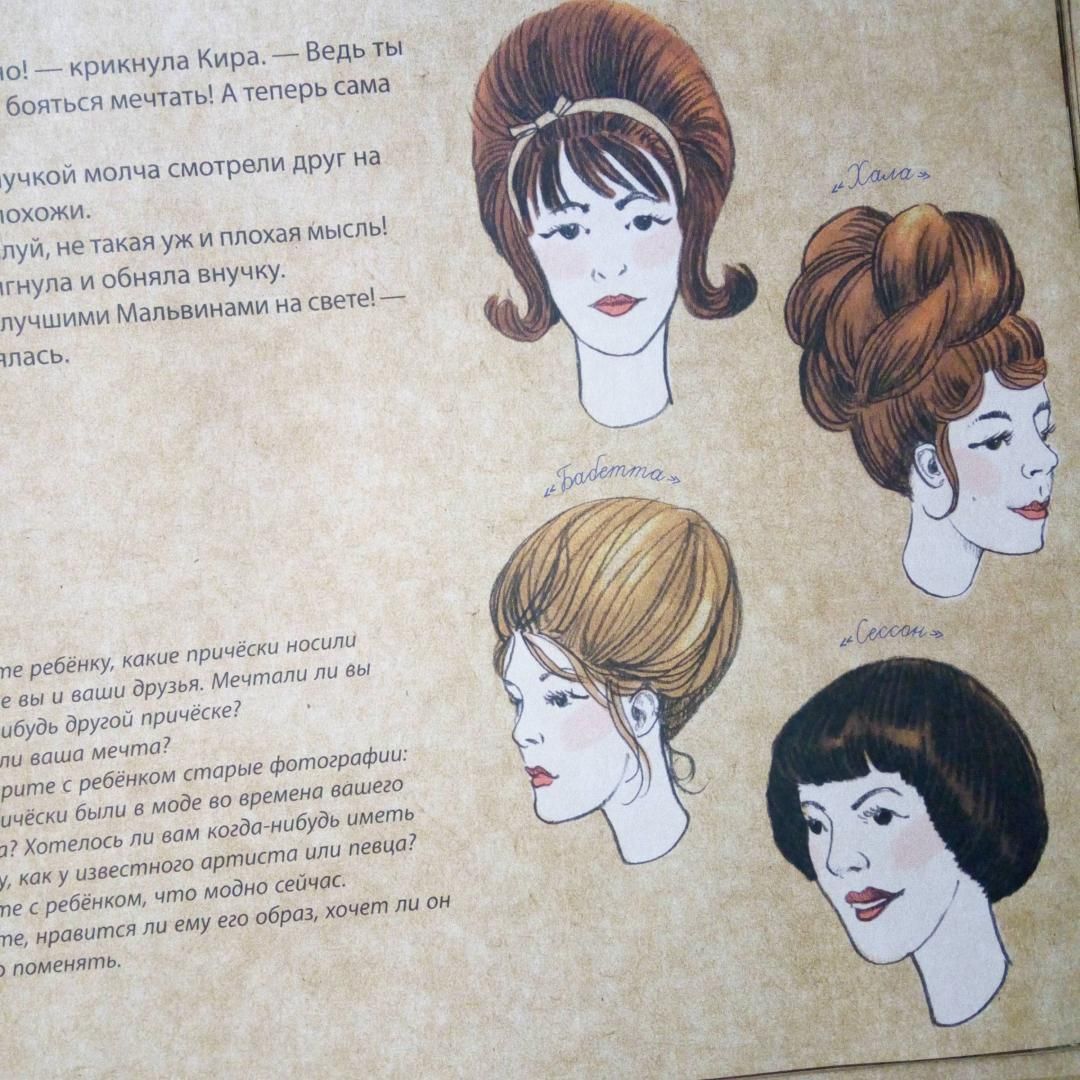 но! — крикнула Кира. — Ведь ты
бояться мечтать! А теперь сама
учкой молча смотрели друг на
похожи.
луй, не такая уж и плохая мысль!
игнула и обняла внучку.
лучшими Мальвинами на свете! —
ялась.
те ребёнку, какие причёски носили
е вы и ваши друзья. Мечтали ли вы
ибудь другой причёске?
ли ваша мечта?
рите с ребёнком старые фотографии:
ичёски были в моде во времена вашего
а? Хотелось ли вам когда-нибудь иметь
у, как у известного артиста или певца?
те с ребёнком, что модно сейчас.
те, нравится ли ему его образ, хочет ли он
о поменять.
«Хала»
«Бабетта»
«Сессон»